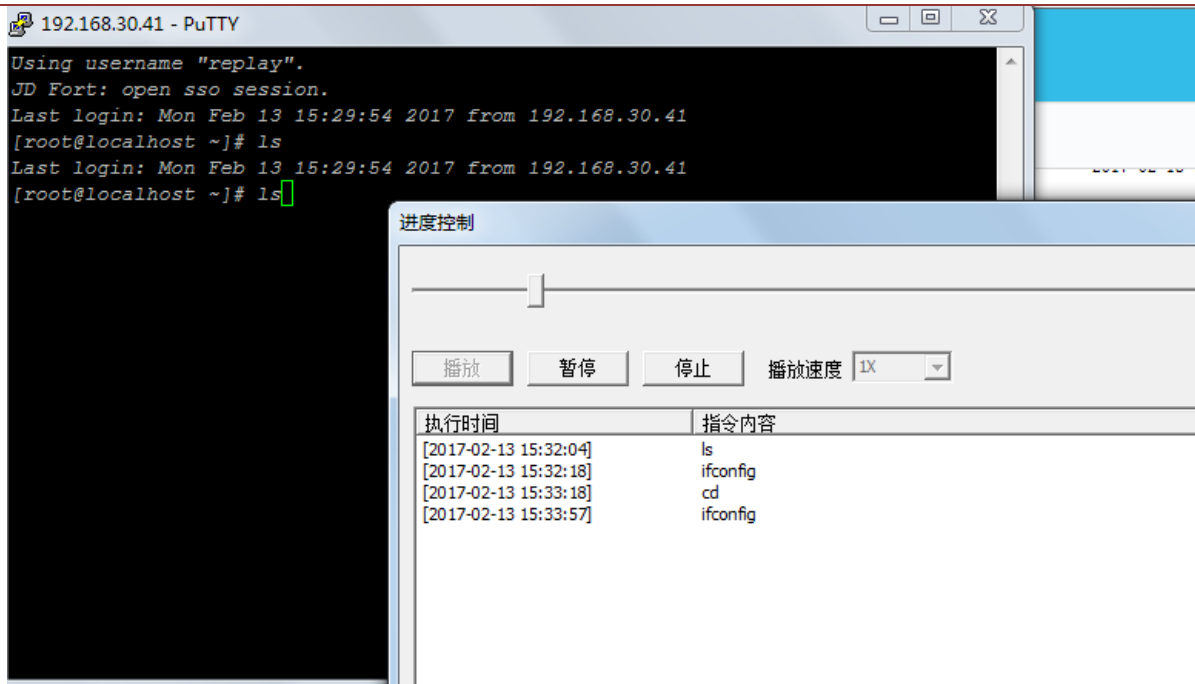 192.168.30.41 - PuTTY
Using username "replay".
JD Fort: open sso session.
Last login: Mon Feb 13 15:29:54 2017 from 192.168.30.41
[root@localhost ~]# ls
Last login: Mon Feb 13 15:29:54 2017 from 192.168.30.41
[root@localhost ~]# ls
进度控制
播放 暂停 停止 播放速度 1X
执行时间 指令内容
[2017-02-13 15:32:04] ls
[2017-02-13 15:32:18] ifconfig
[2017-02-13 15:33:18] cd
[2017-02-13 15:33:57] ifconfig